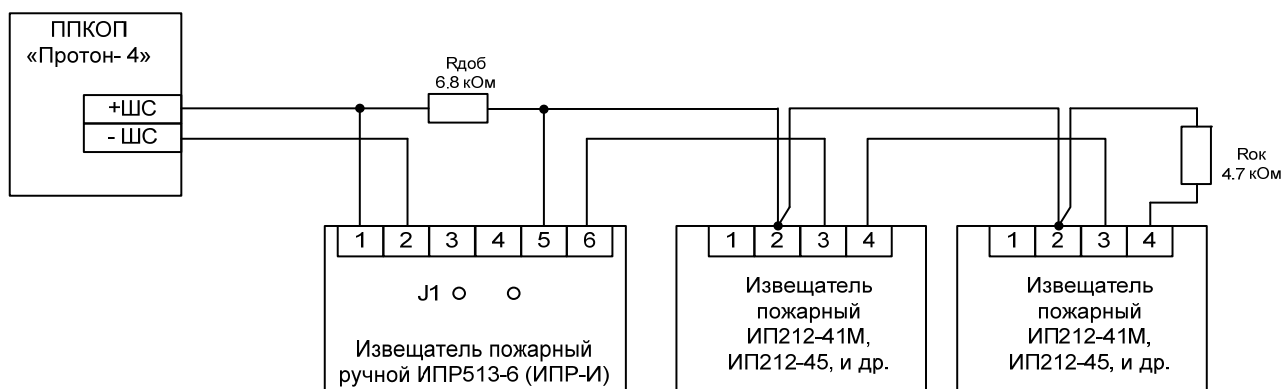 ППКОП
«Протон- 4»
+ШС
- ШС
Rдоб
6.8 кОм
Rок
4.7 кОм
1 2 3 4 5 6
J1
Извещатель пожарный
ручной ИПР513-6 (ИПР-И)
1 2 3 4
Извещатель
пожарный
ИП212-41М,
ИП212-45, и др.
1 2 3 4
Извещатель
пожарный
ИП212-41М,
ИП212-45, и др.